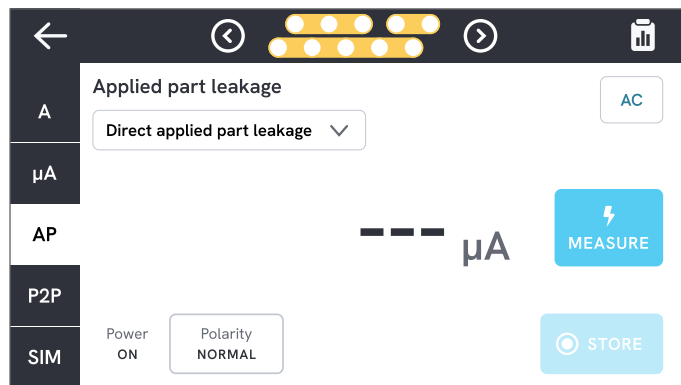 Applied part leakage
AC
A
Direct applied part leakage
μA
AP
--- μA
MEASURE
P2P
Power
ON
Polarity
NORMAL
SIM
STORE